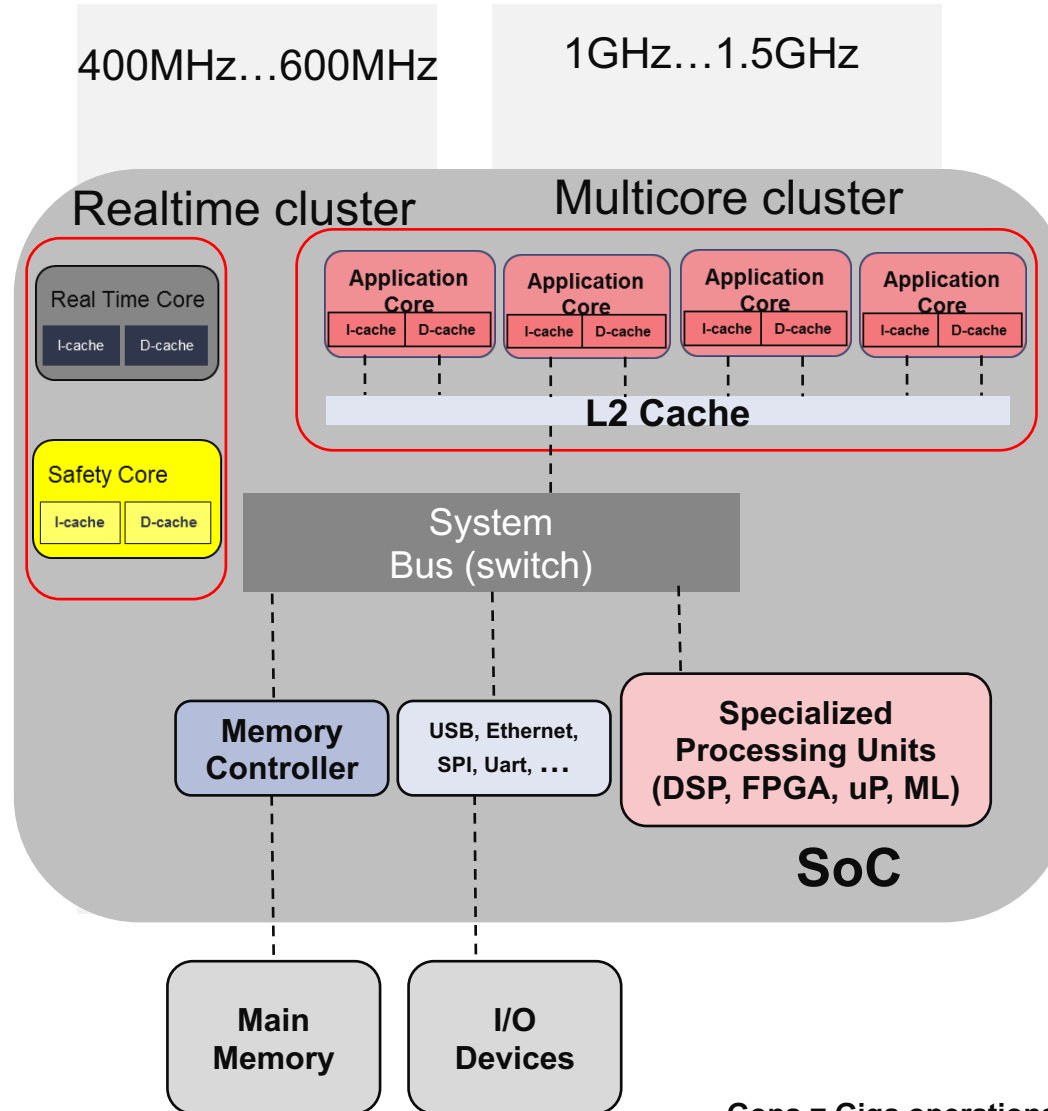 400MHz…600MHz
1GHz…1.5GHz
Realtime cluster
Multicore cluster
Real Time Core
I-cache
D-cache
Safety Core
I-cache
D-cache
Application
Core
I-cache
D-cache
Application
Core
I-cache
D-cache
Application
Core
I-cache
D-cache
Application
Core
I-cache
D-cache
L2 Cache
System
Bus (switch)
Memory
Controller
USB, Ethernet,
SPI, Uart, …
Specialized
Processing Units
(DSP, FPGA, uP, ML)
SoC
Main
Memory
I/O
Devices